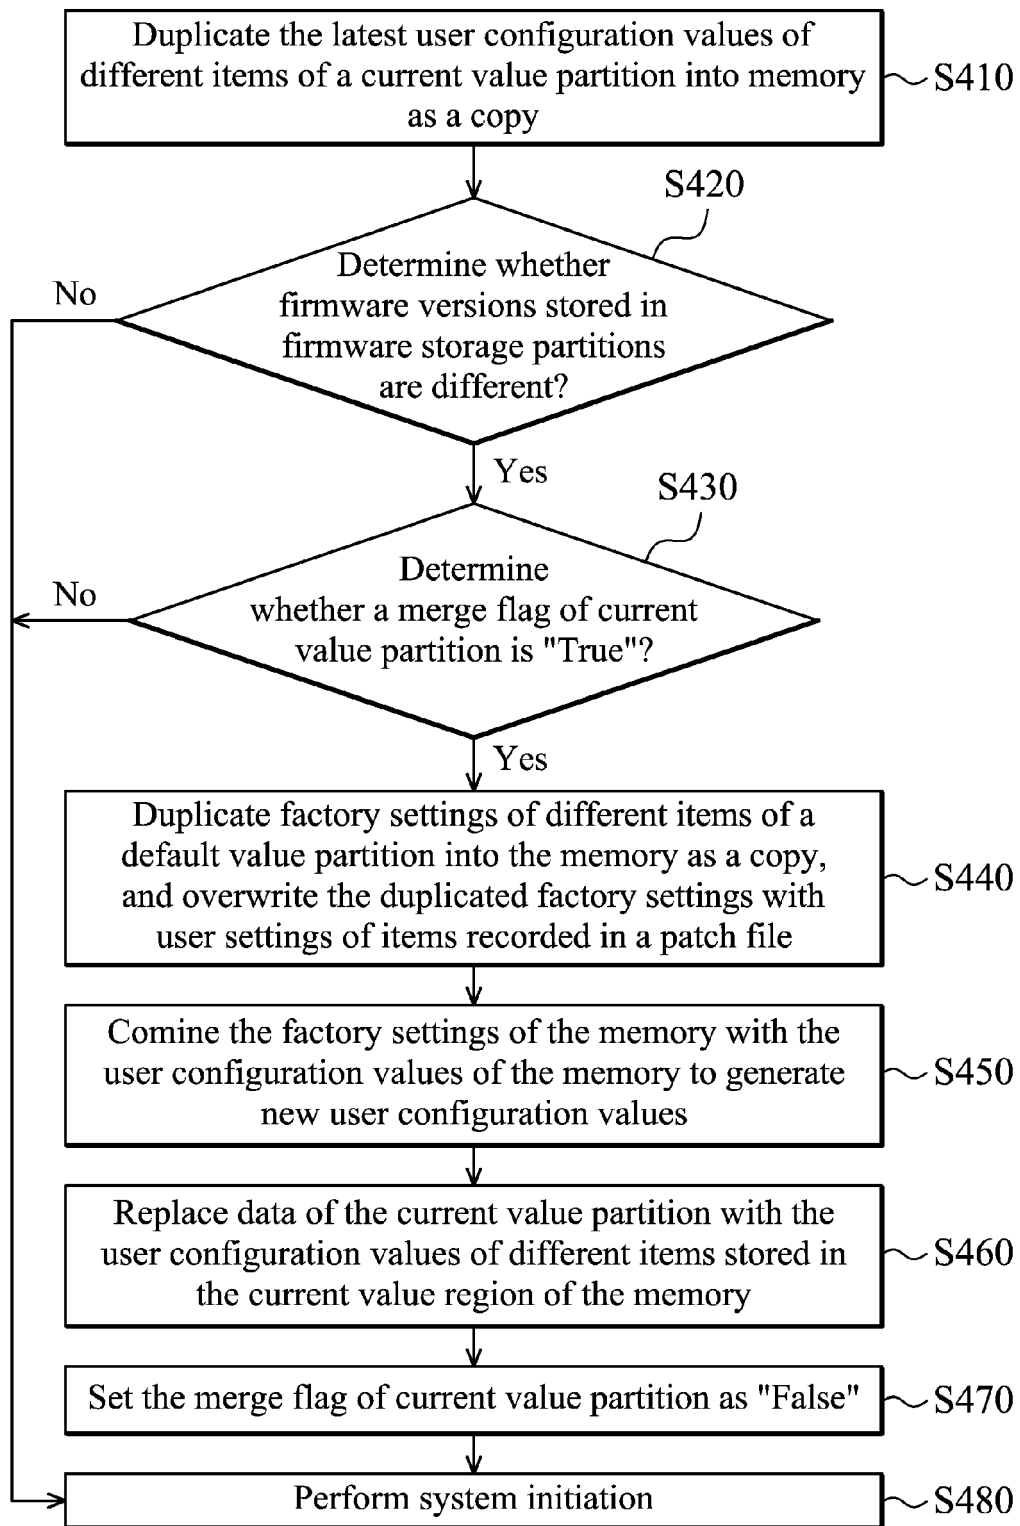 Duplicate the latest user configuration values of
different items of a current value partition into memory
as a copy
S410
S420
Determine whether
firmware versions stored in
firmware storage partitions
are different?
No
Yes
S430
Determine
whether a merge flag of current
value partition is "True"?
No
Yes
Duplicate factory settings of different items of a
default value partition into the memory as a copy,
and overwrite the duplicated factory settings with
user settings of items recorded in a patch file
S440
Comine the factory settings of the memory with the
user configuration values of the memory to generate
new user configuration values
S450
Replace data of the current value partition with the
user configuration values of different items stored in
the current value region of the memory
S460
Set the merge flag of current value partition as "False"
S470
Perform system initiation
S480